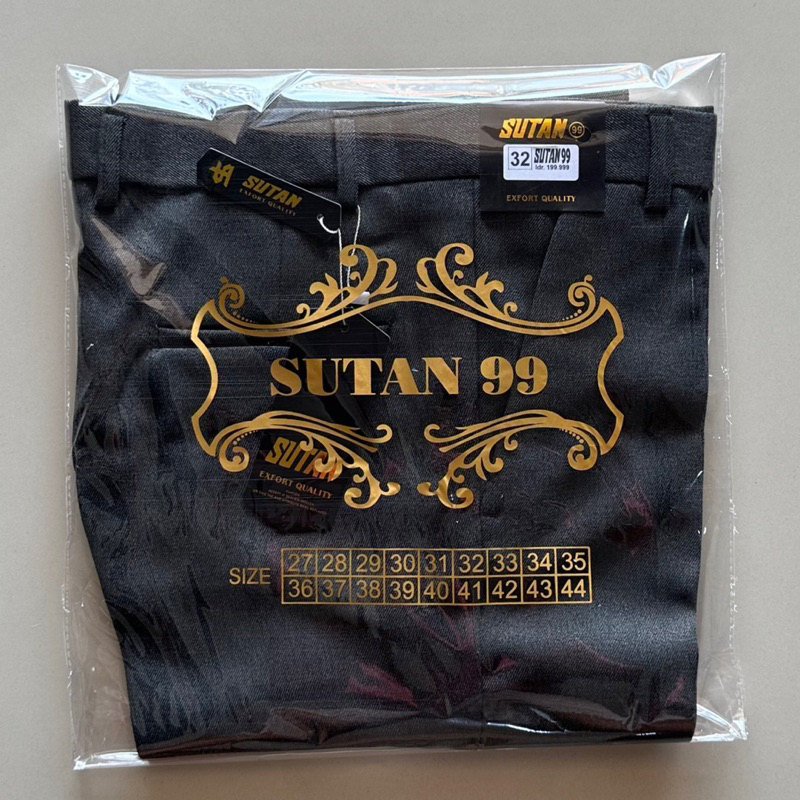 SUTAN 99
32 SUTAN 99
Idr. 199.999
EXFORT QUALITY
SUTAN
EXFORT QUALITY
SUTAN 99
SUTAN
EXFORT QUALITY
SIZE
27 28 29 30 31 32 33 34 35
36 37 38 39 40 41 42 43 44